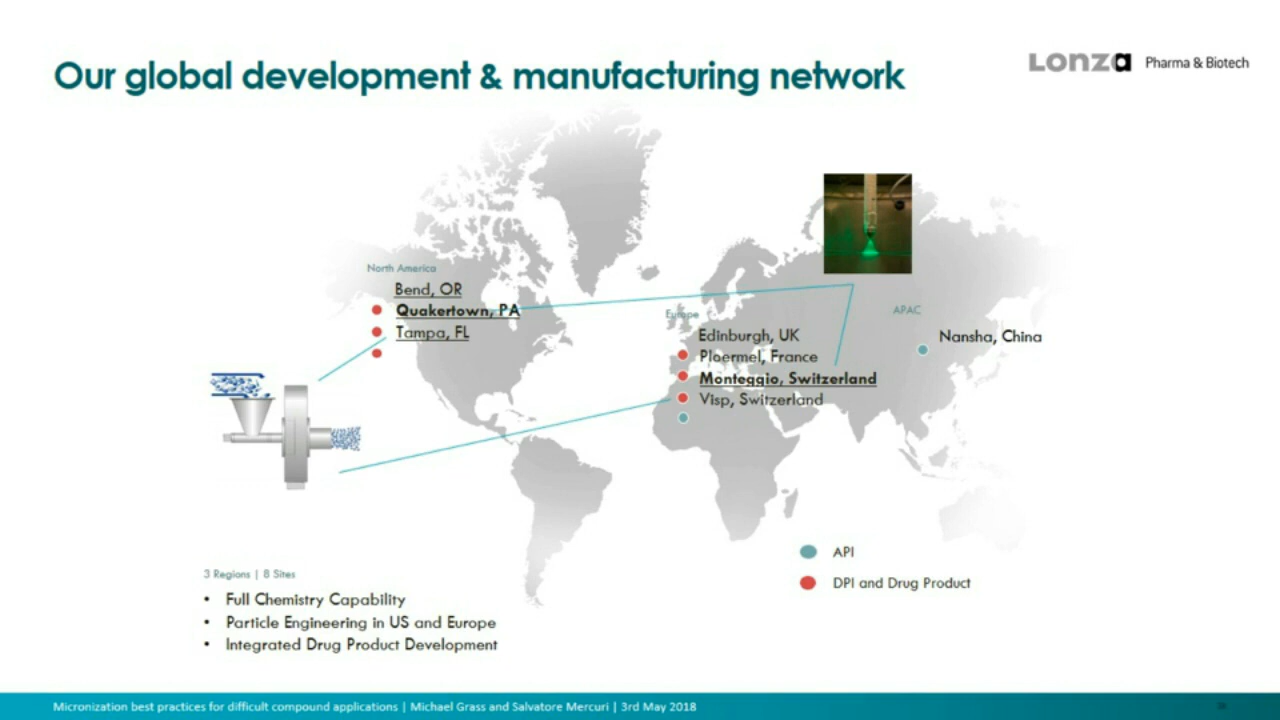 Our global development & manufacturing network
Lonza Pharma & Biotech
North America
Bend, OR
Quakertown, PA
Tampa, FL
Europe
Edinburgh, UK
Ploermel, France
Monteggio, Switzerland
Visp, Switzerland
APAC
Nansha, China
API
DPI and Drug Product
3 Regions | 8 Sites
• Full Chemistry Capability
• Particle Engineering in US and Europe
• Integrated Drug Product Development
Micronization best practices for difficult compound applications | Michael Grass and Salvatore Mercuri | 3rd May 2018